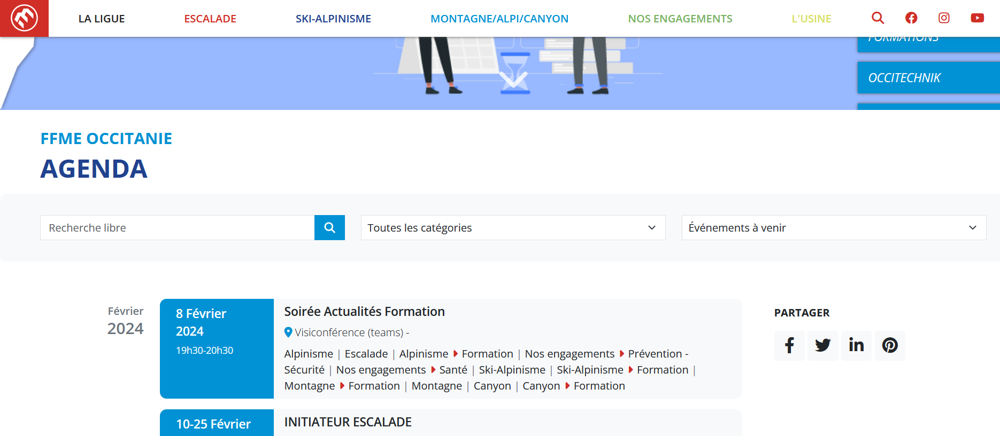 LA LIGUE
ESCALADE
SKI-ALPINISME
MONTAGNE/ALPI/CANYON
NOS ENGAGEMENTS
L'USINE
FORMATIONS
OCCITECHNIK
FFME OCCITANIE
AGENDA
Recherche libre
Toutes les catégories
Événements à venir
Février
2024
8 Février
2024
19h30-20h30
Soirée Actualités Formation
Visiconférence (teams) -
Alpinisme | Escalade | Alpinisme Formation | Nos engagements Prévention -
Sécurité | Nos engagements Santé | Ski-Alpinisme | Ski-Alpinisme Formation |
Montagne Formation | Montagne | Canyon | Canyon Formation
PARTAGER
10-25 Février
INITIATEUR ESCALADE